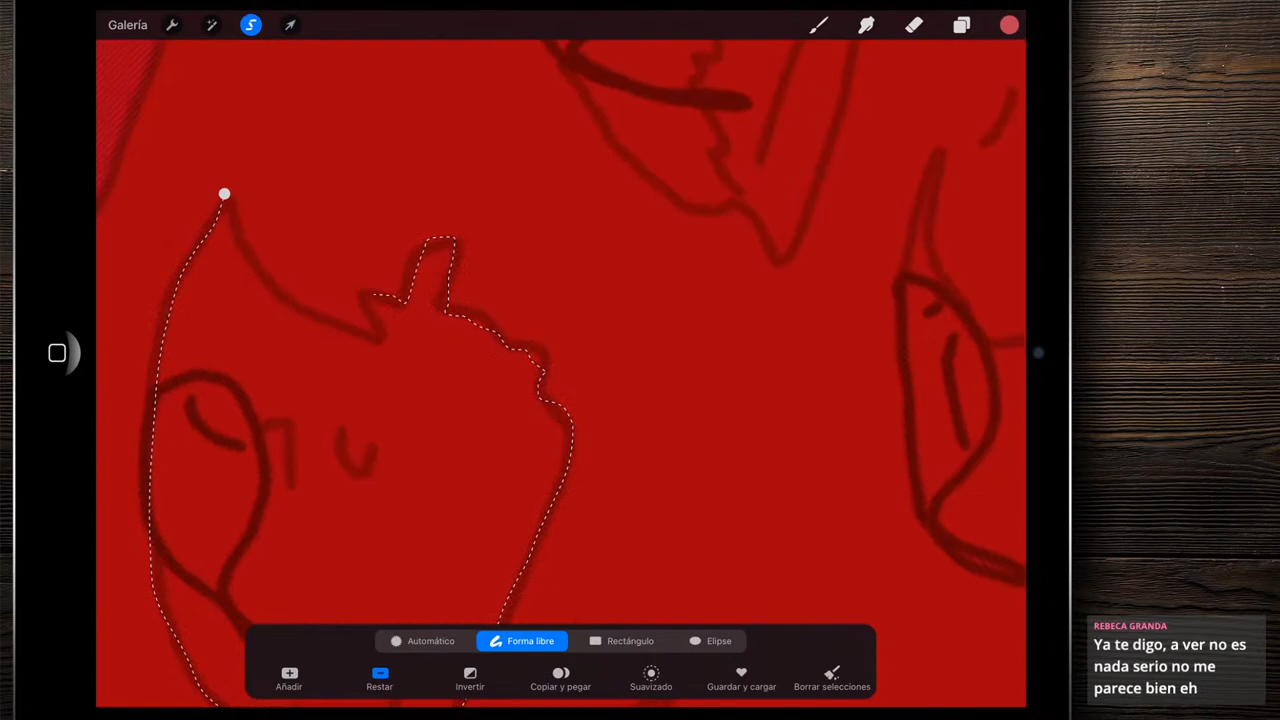 Galería
Automático
Forma libre
Rectángulo
Elipse
Añadir
Restar
Invertir
Copiar y pegar
Suavizado
Guardar y cargar
Borrar selecciones
REBECA GRANDA
Ya te digo, a ver no es
nada serio no me
parece bien eh